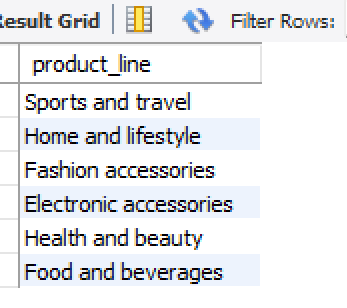 Result Grid Filter Rows:
product_line
Sports and travel
Home and lifestyle
Fashion accessories
Electronic accessories
Health and beauty
Food and beverages